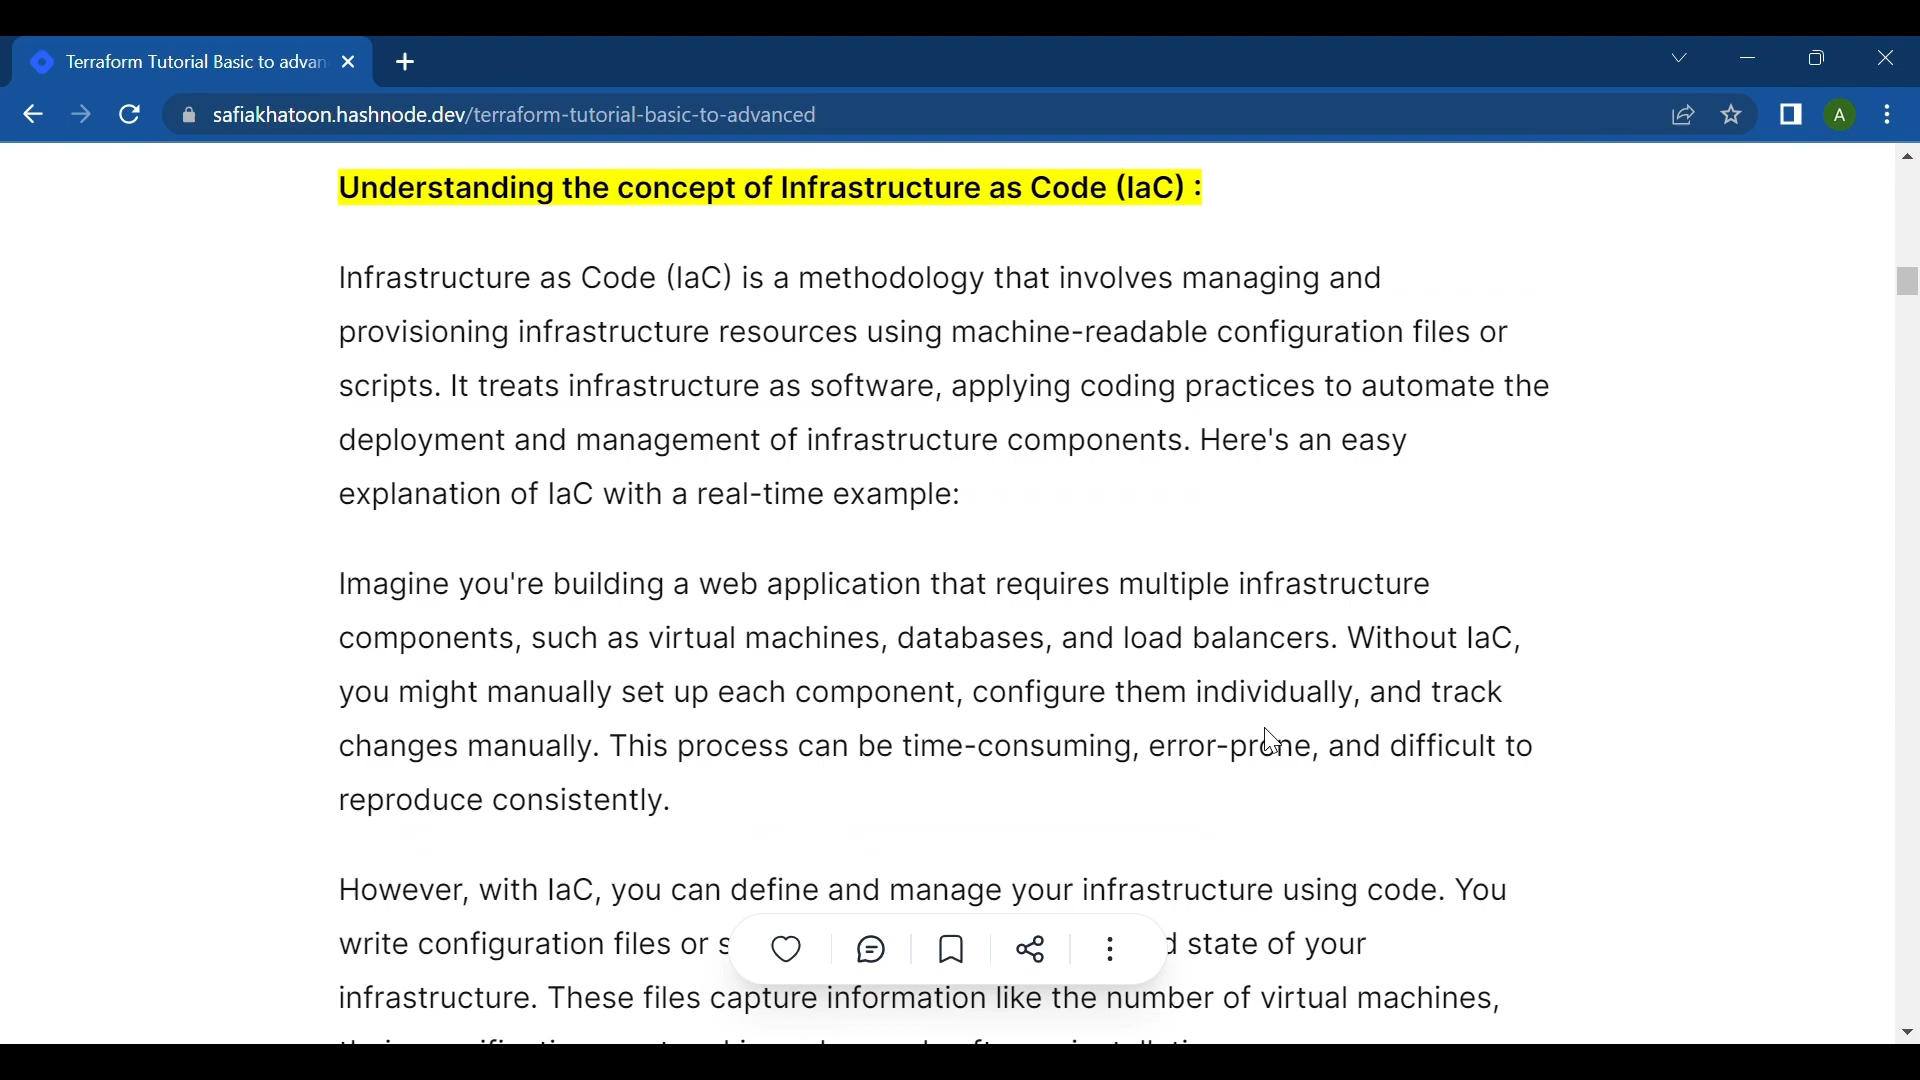 Terraform Tutorial Basic to advan
safiakhatoon.hashnode.dev/terraform-tutorial-basic-to-advanced
A
Understanding the concept of Infrastructure as Code (IaC) :
Infrastructure as Code (IaC) is a methodology that involves managing and
provisioning infrastructure resources using machine-readable configuration files or
scripts. It treats infrastructure as software, applying coding practices to automate the
deployment and management of infrastructure components. Here's an easy
explanation of IaC with a real-time example:
Imagine you're building a web application that requires multiple infrastructure
components, such as virtual machines, databases, and load balancers. Without IaC,
you might manually set up each component, configure them individually, and track
changes manually. This process can be time-consuming, error-prone, and difficult to
reproduce consistently.
However, with IaC, you can define and manage your infrastructure using code. You
write configuration files or state of your
infrastructure. These files capture information like the number of virtual machines,